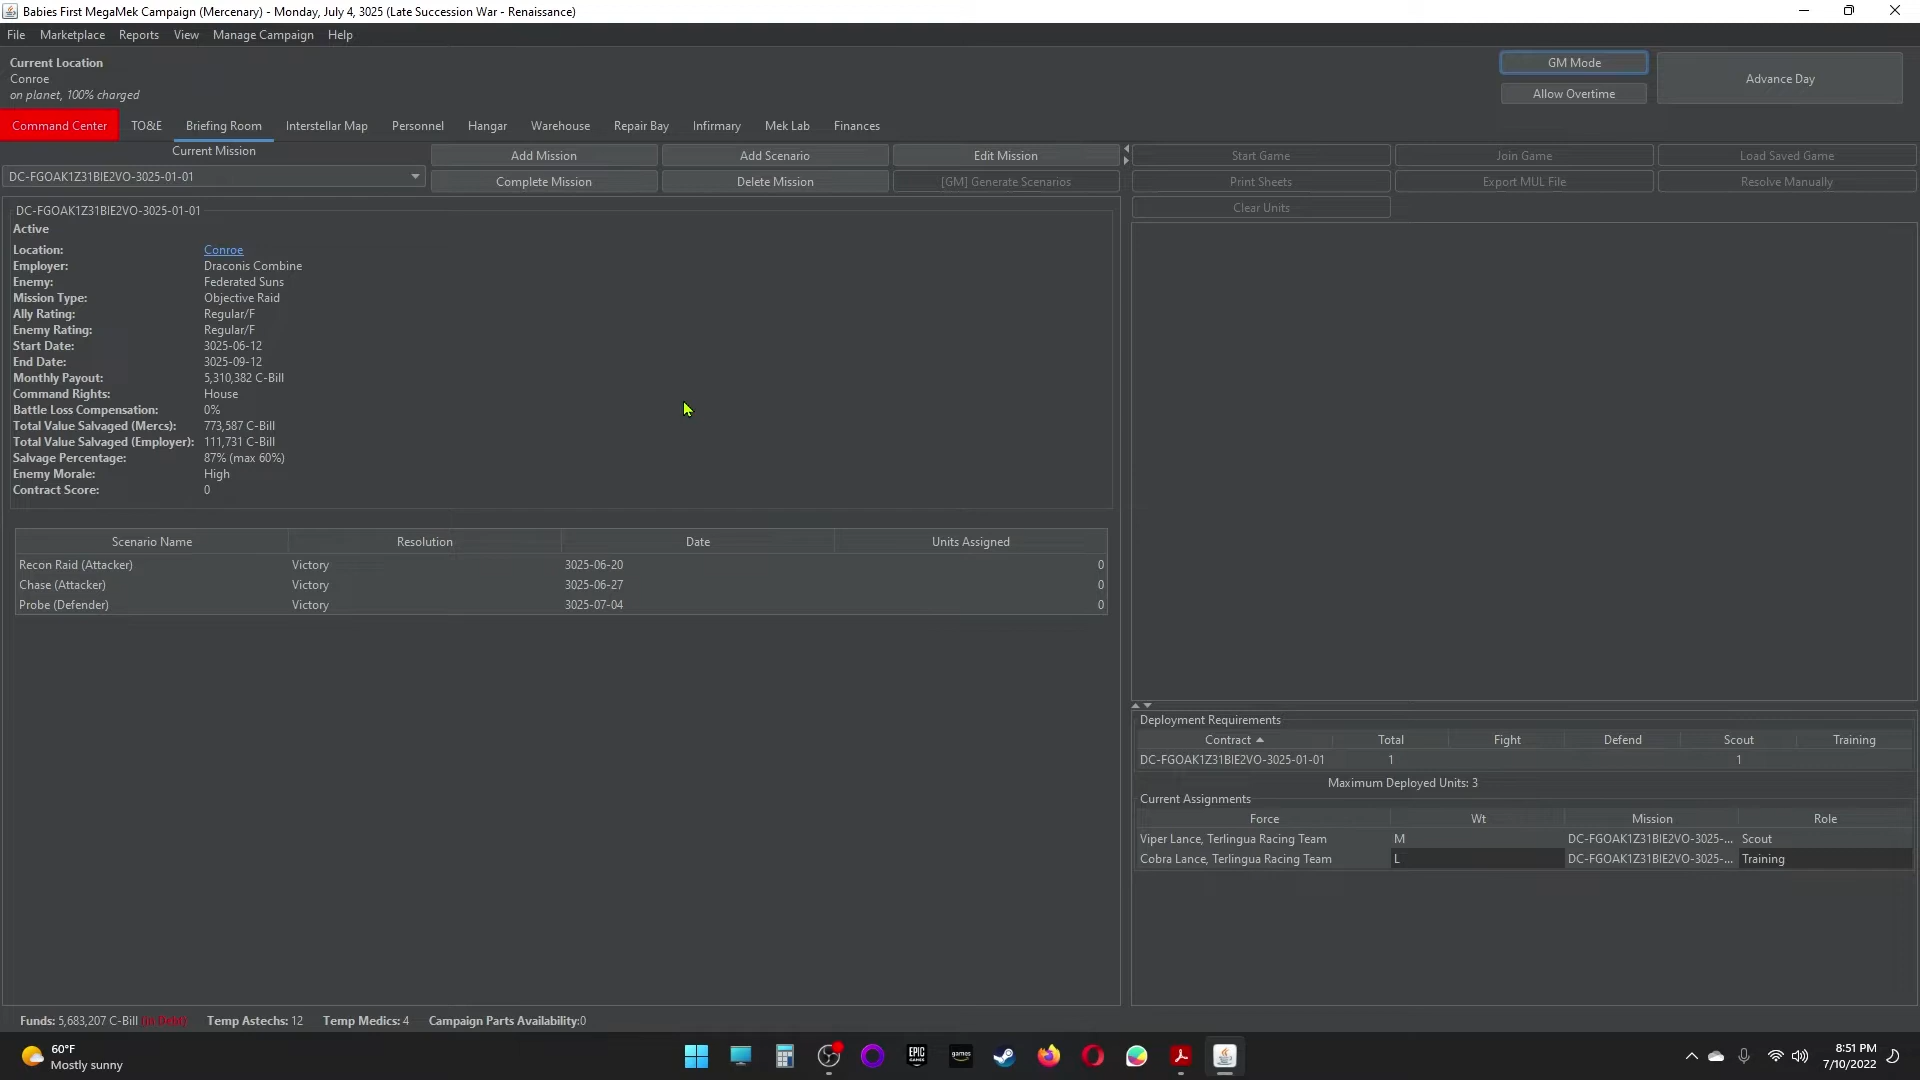 Babies First MegaMek Campaign (Mercenary) - Monday, July 4, 3025 (Late Succession War - Renaissance)
File Marketplace Reports View Manage Campaign Help
Current Location
Conroe
on planet, 100% charged
GM Mode
Allow Overtime
Advance Day
Command Center TO&E Briefing Room Interstellar Map Personnel Hangar Warehouse Repair Bay Infirmary Mek Lab Finances
Current Mission
DC-FGOAK1Z31BIE2VO-3025-01-01
Add Mission Add Scenario Edit Mission
Complete Mission Delete Mission [GM] Generate Scenarios
Start Game Join Game Load Saved Game
Print Sheets Export MUL File Resolve Manually
Clear Units
DC-FGOAK1Z31BIE2VO-3025-01-01
Active
Location: Conroe
Employer: Draconis Combine
Enemy: Federated Suns
Mission Type: Objective Raid
Ally Rating: Regular/F
Enemy Rating: Regular/F
Start Date: 3025-06-12
End Date: 3025-09-12
Monthly Payout: 5,310,382 C-Bill
Command Rights: House
Battle Loss Compensation: 0%
Total Value Salvaged (Mercs): 773,587 C-Bill
Total Value Salvaged (Employer): 111,731 C-Bill
Salvage Percentage: 87% (max 60%)
Enemy Morale: High
Contract Score: 0
Scenario Name Resolution Date Units Assigned
Recon Raid (Attacker) Victory 3025-06-20 0
Chase (Attacker) Victory 3025-06-27 0
Probe (Defender) Victory 3025-07-04 0
Deployment Requirements
Contract Total Fight Defend Scout Training
DC-FGOAK1Z31BIE2VO-3025-01-01 1 1
Maximum Deployed Units: 3
Current Assignments
Force Wt Mission Role
Viper Lance, Terlingua Racing Team M DC-FGOAK1Z31BIE2VO-3025-... Scout
Cobra Lance, Terlingua Racing Team L DC-FGOAK1Z31BIE2VO-3025-... Training
Funds: 5,683,207 C-Bill (in Debt) Temp Astechs: 12 Temp Medics: 4 Campaign Parts Availability:0
60°F
Mostly sunny
EPIC GAMES
games
8:51 PM
7/10/2022